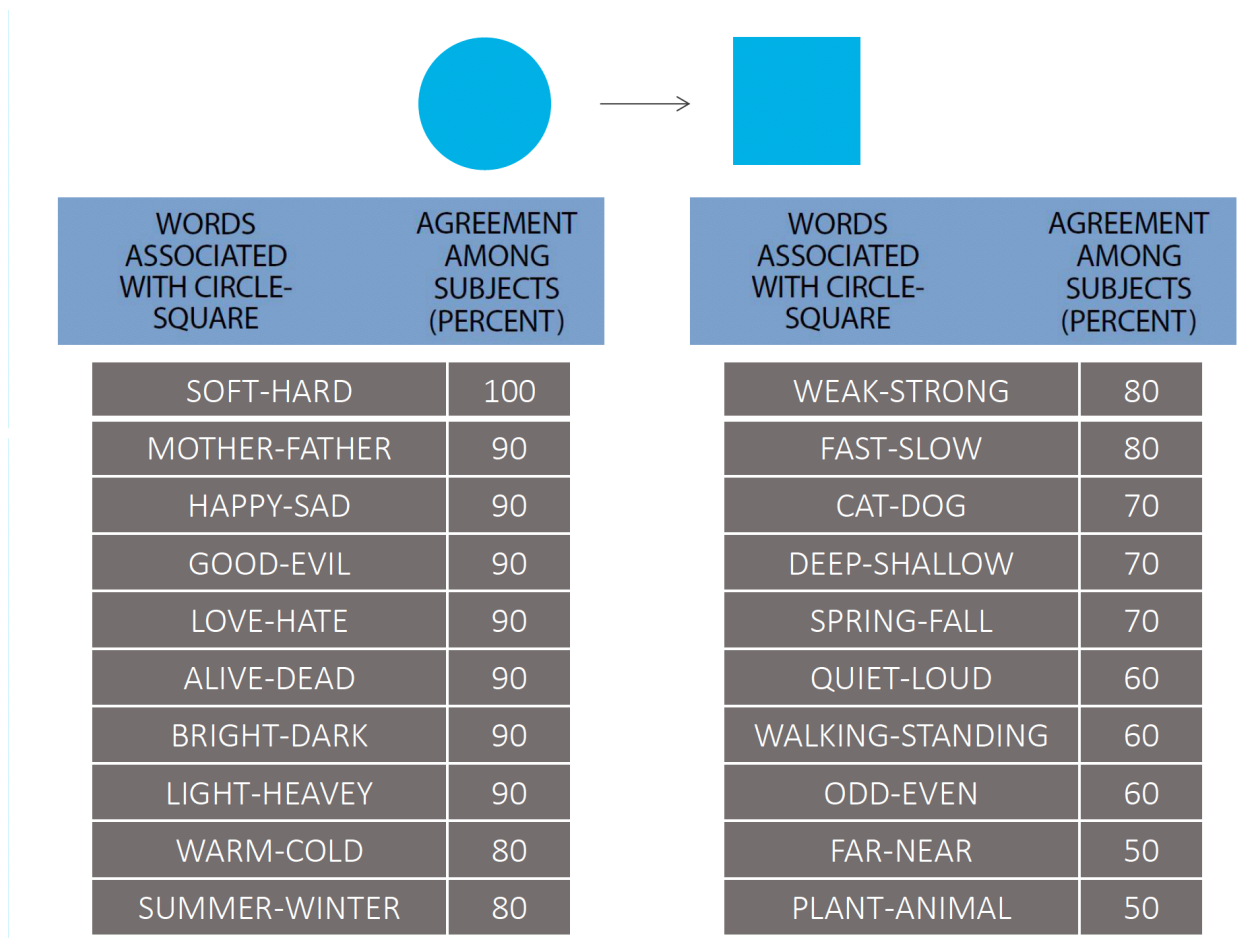 WORDS
ASSOCIATED
WITH CIRCLE-
SQUARE
AGREEMENT
AMONG
SUBJECTS
(PERCENT)
SOFT-HARD 100
MOTHER-FATHER 90
HAPPY-SAD 90
GOOD-EVIL 90
LOVE-HATE 90
ALIVE-DEAD 90
BRIGHT-DARK 90
LIGHT-HEAVEY 90
WARM-COLD 80
SUMMER-WINTER 80
WORDS
ASSOCIATED
WITH CIRCLE-
SQUARE
AGREEMENT
AMONG
SUBJECTS
(PERCENT)
WEAK-STRONG 80
FAST-SLOW 80
CAT-DOG 70
DEEP-SHALLOW 70
SPRING-FALL 70
QUIET-LOUD 60
WALKING-STANDING 60
ODD-EVEN 60
FAR-NEAR 50
PLANT-ANIMAL 50